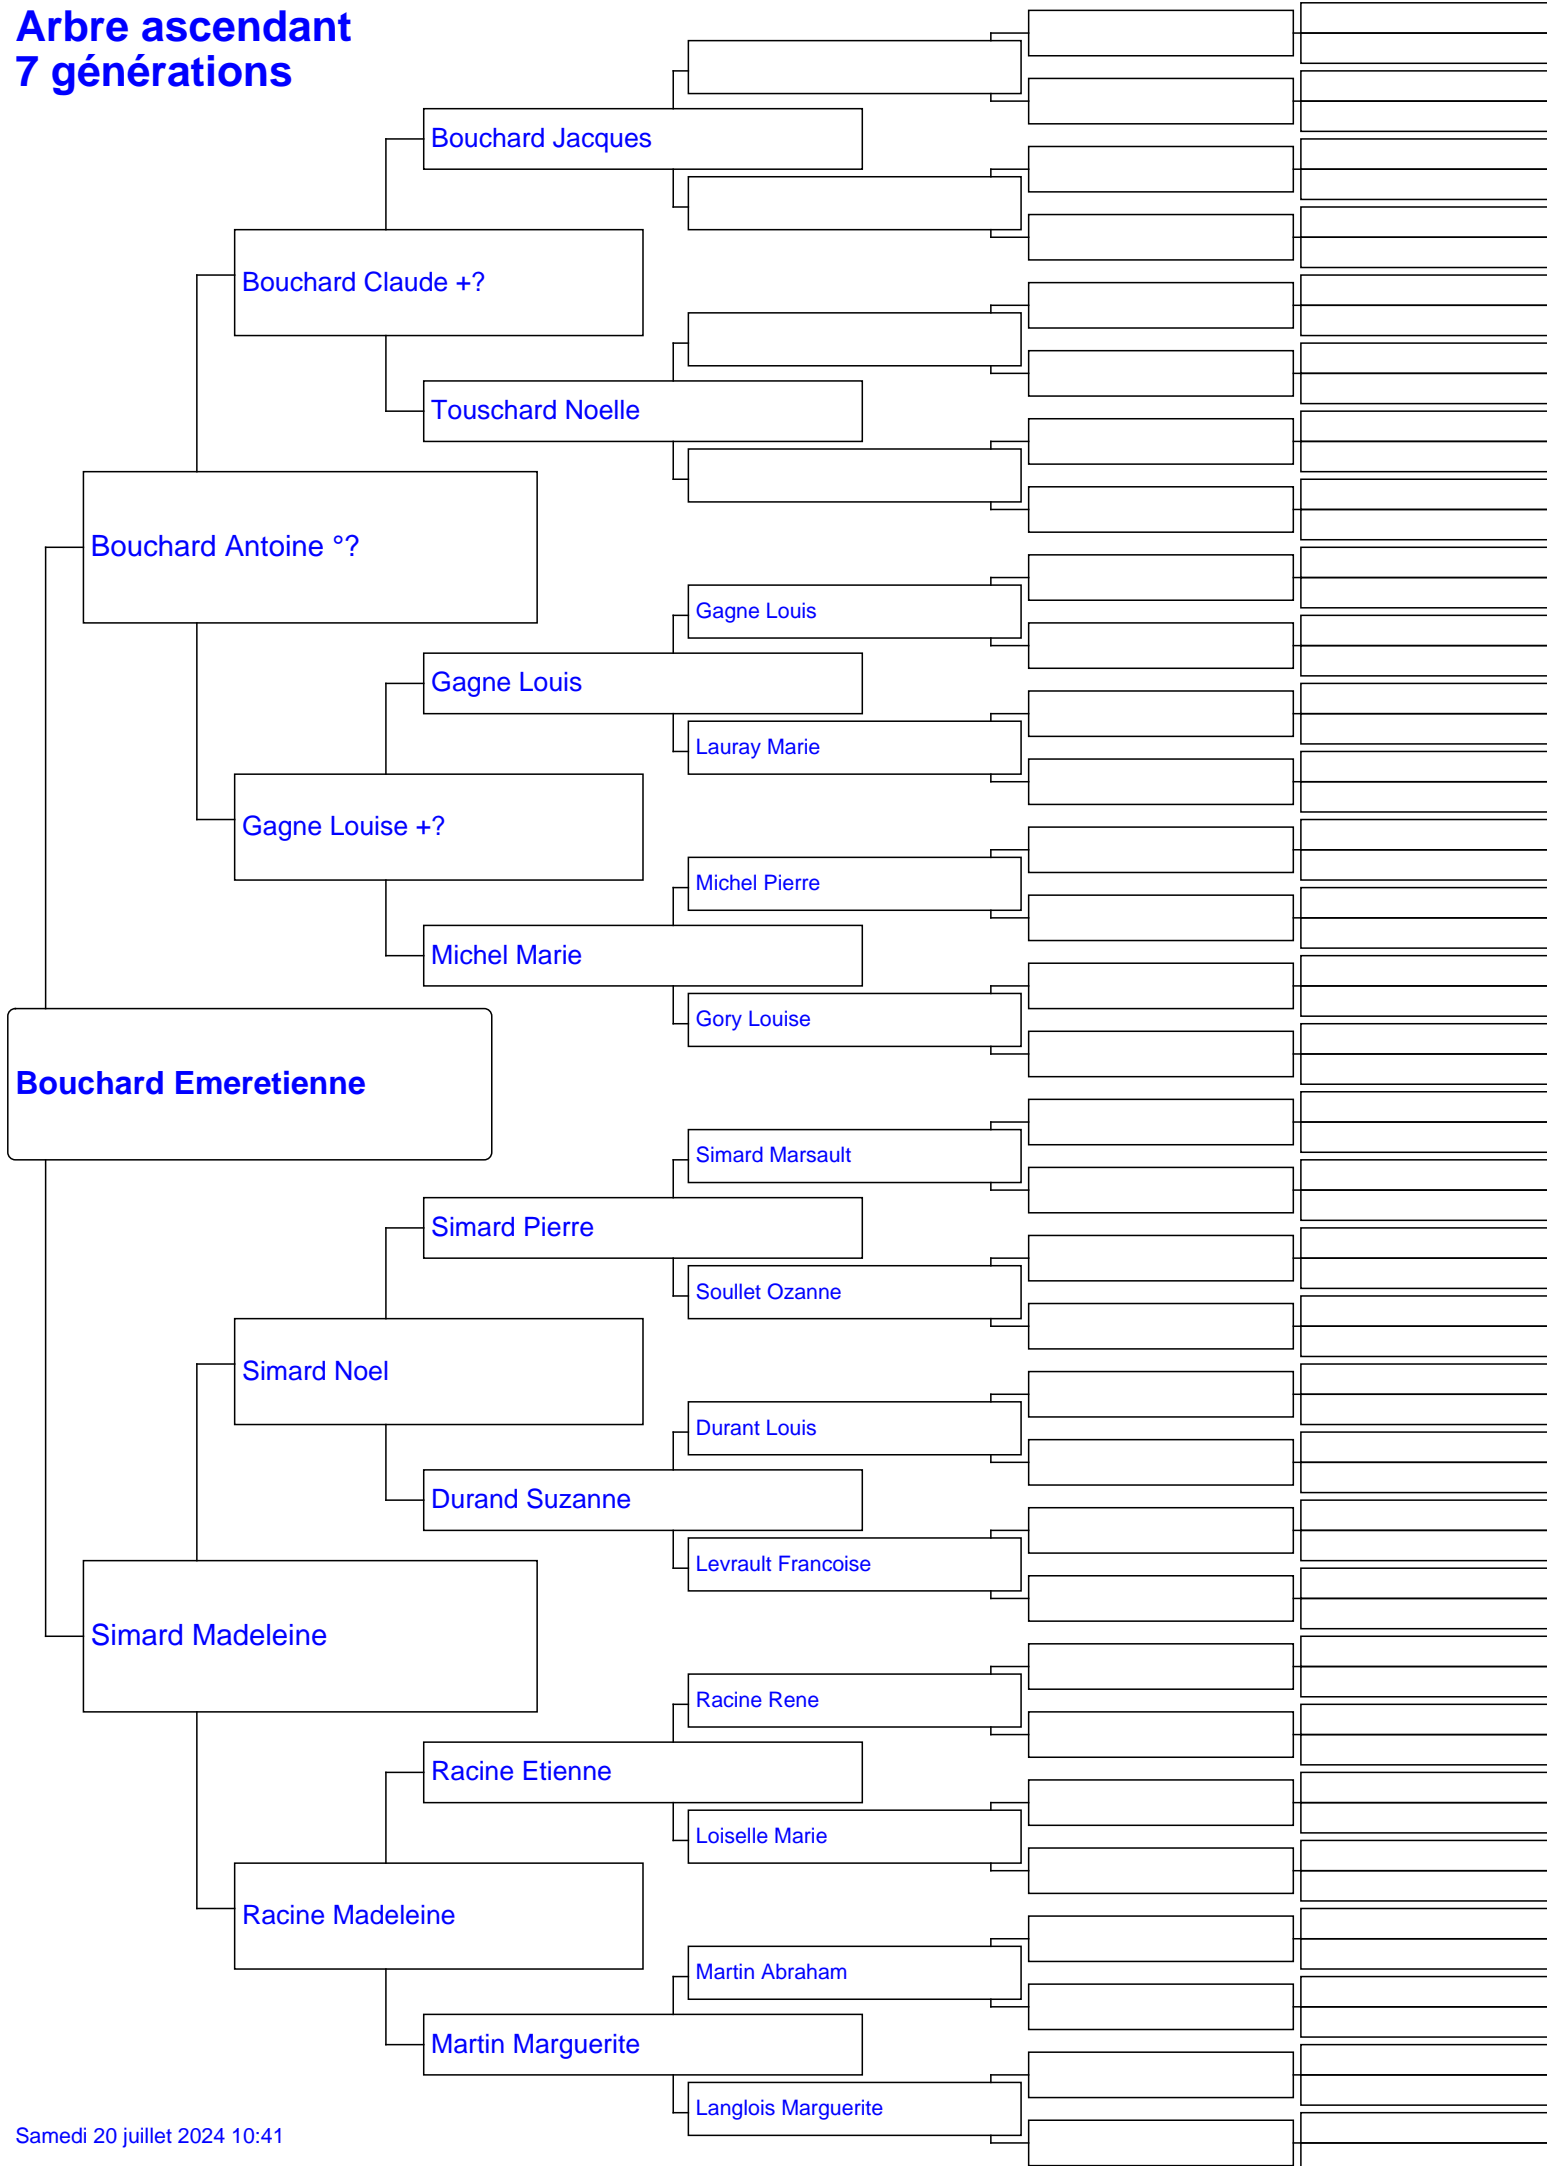 Arbre ascendant
7 générations
Bouchard Jacques
Bouchard Claude +?
Touschard Noelle
Bouchard Antoine °?
Gagne Louis
Gagne Louis
Lauray Marie
Gagne Louise +?
Michel Pierre
Michel Marie
Gory Louise
Bouchard Emeretienne
Simard Marsault
Simard Pierre
Soullet Ozanne
Simard Noel
Durant Louis
Durand Suzanne
Levrault Francoise
Simard Madeleine
Racine Rene
Racine Etienne
Loiselle Marie
Racine Madeleine
Martin Abraham
Martin Marguerite
Langlois Marguerite
Samedi 20 juillet 2024 10:41